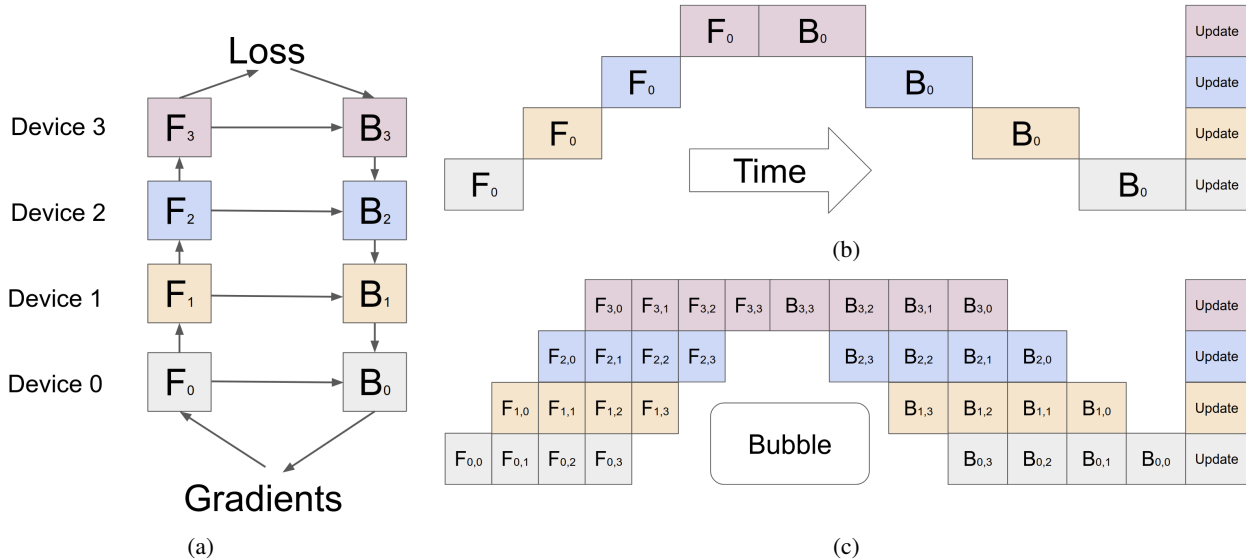 Loss
Device 3 F3 B3
Device 2 F2 B2
Device 1 F1 B1
Device 0 F0 B0
Gradients
(a)
F0 B0 Update
F0 B0 Update
F0 B0 Update
F0 B0 Update
Time
(b)
F3,0 F3,1 F3,2 F3,3 B3,3 B3,2 B3,1 B3,0 Update
F2,0 F2,1 F2,2 F2,3 B2,3 B2,2 B2,1 B2,0 Update
F1,0 F1,1 F1,2 F1,3 B1,3 B1,2 B1,1 B1,0 Update
F0,0 F0,1 F0,2 F0,3 B0,3 B0,2 B0,1 B0,0 Update
Bubble
(c)